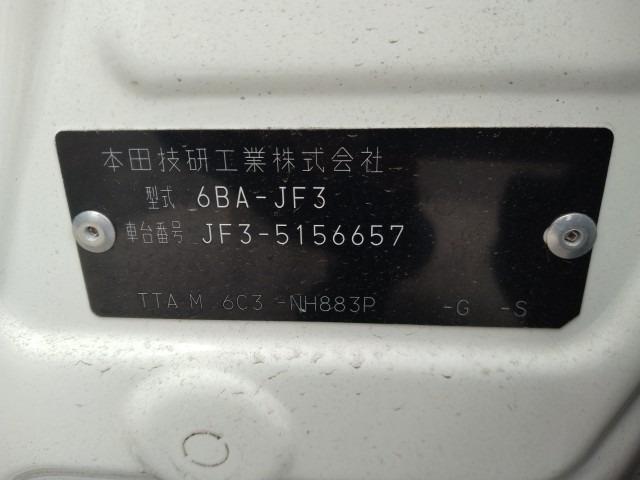 本田技研工業株式会社
型式 6BA-JF3
車台番号 JF3-5156657
TTA M 6C3 -NH883P -G -S